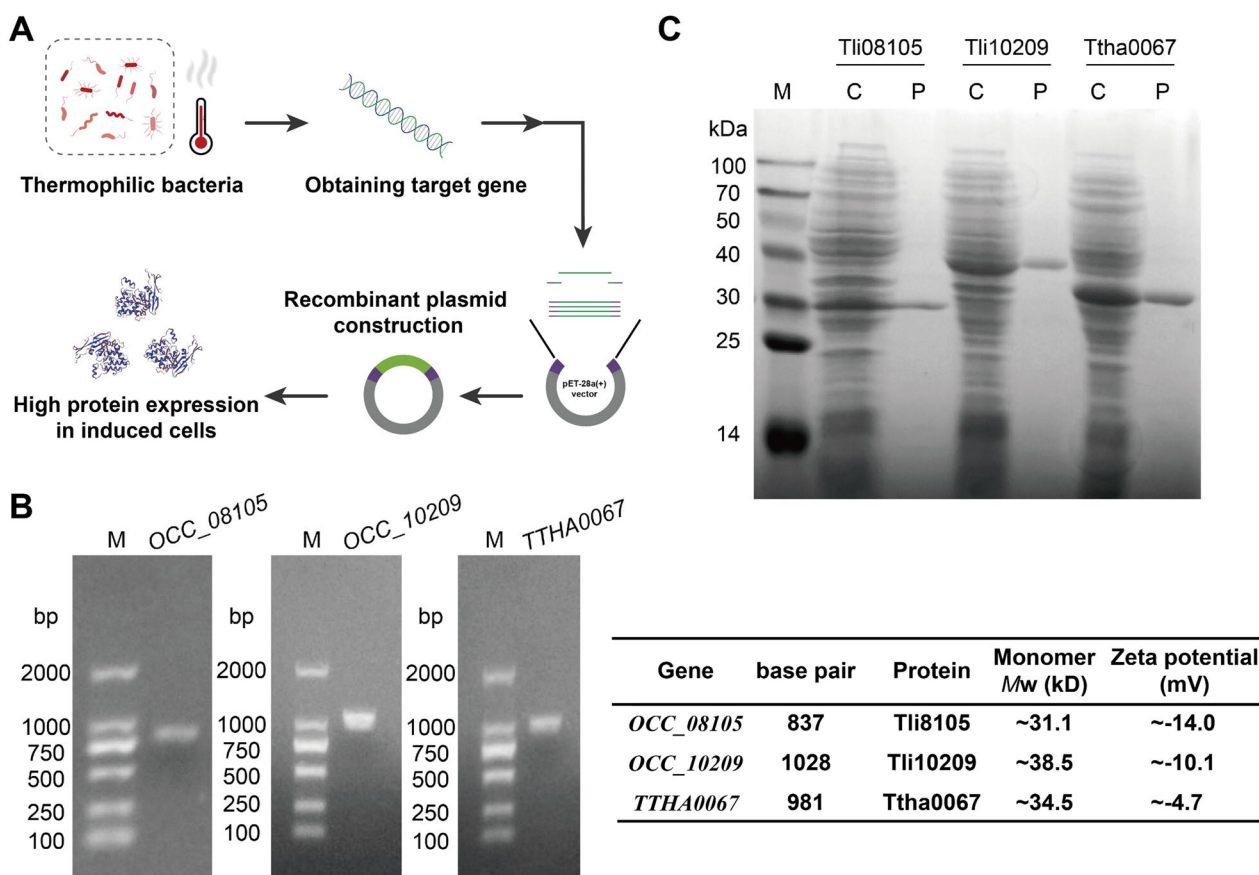 A
Thermophilic bacteria
Obtaining target gene
Recombinant plasmid
construction
pET-28a(+)
vector
High protein expression
in induced cells
B
M OCC_08105
bp
2000
1000
750
500
250
100
M OCC_10209
bp
2000
1000
750
500
250
100
M TTHA0067
bp
2000
1000
750
500
250
100
C
Tli08105 Tli10209 Ttha0067
M C P C P C P
kDa
100
70
50
40
30
25
14
Gene base pair Protein Monomer Mw (kD) Zeta potential (mV)
OCC_08105 837 Tli8105 ~31.1 ~-14.0
OCC_10209 1028 Tli10209 ~38.5 ~-10.1
TTHA0067 981 Ttha0067 ~34.5 ~-4.7